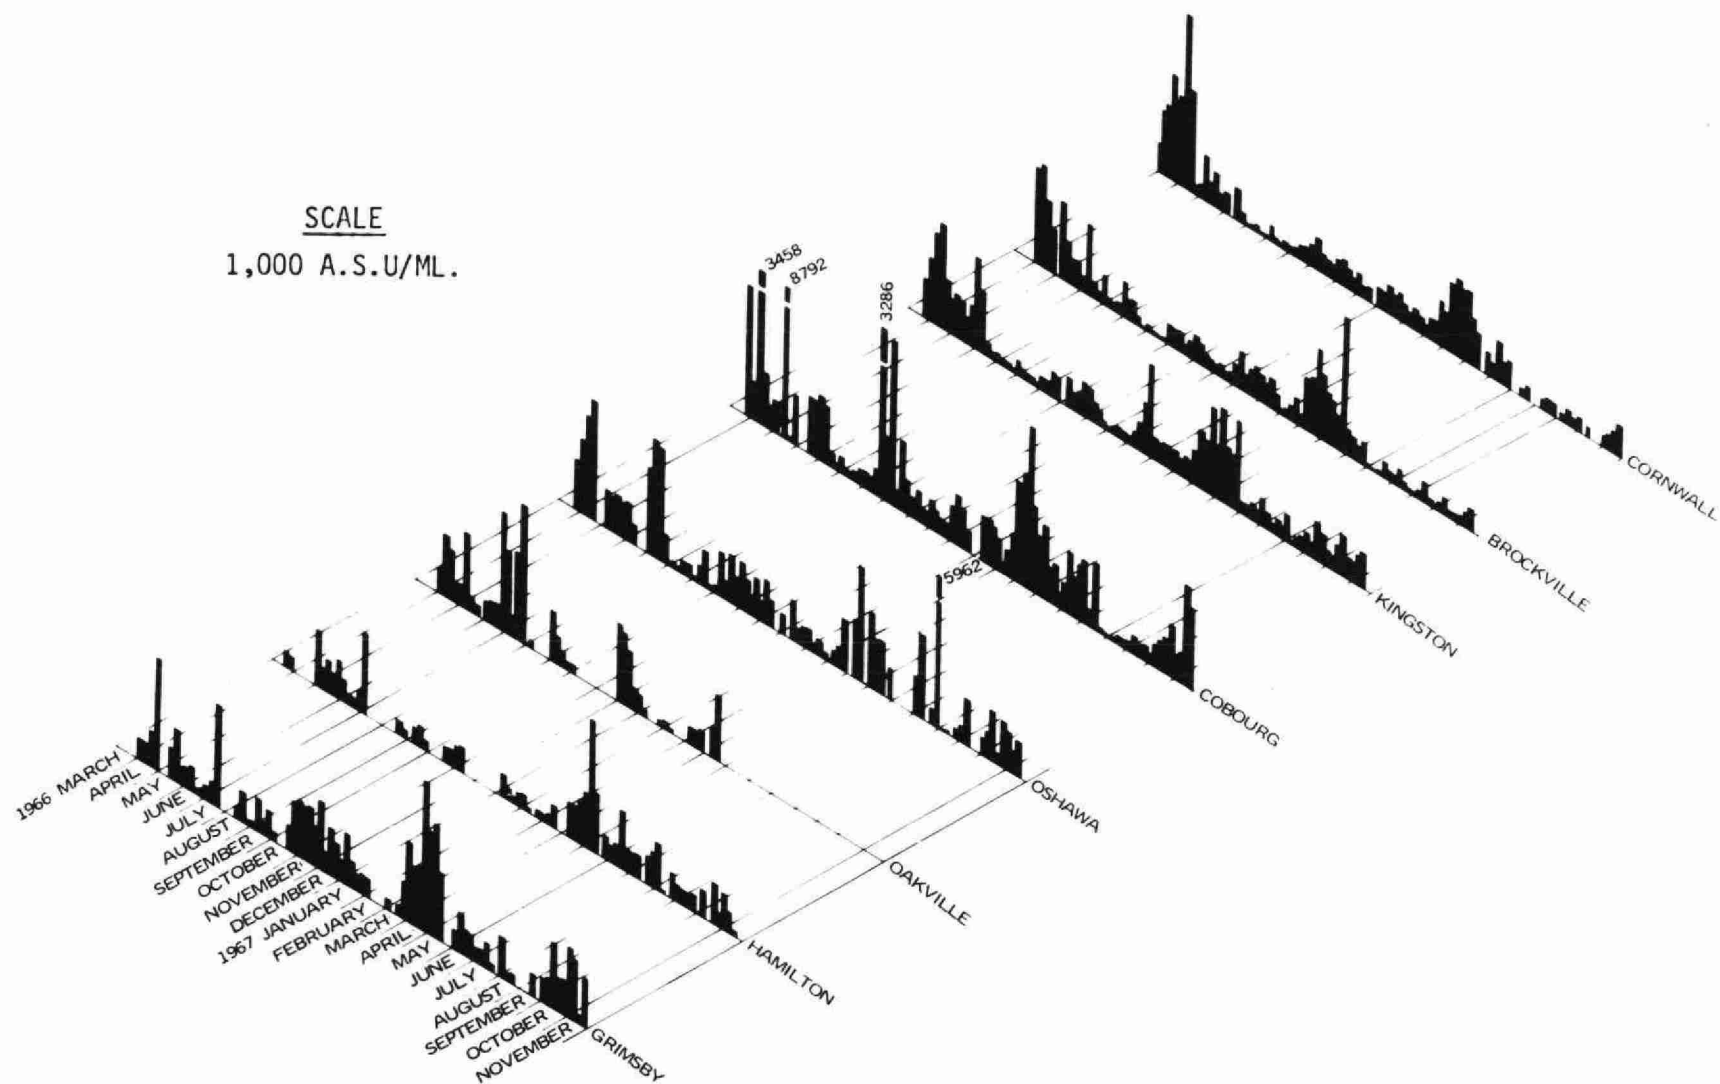 SCALE
1,000 A.S.U/ML.
3458
8792
3286
5962
CORNWALL
BROCKVILLE
KINGSTON
COBOURG
OSHAWA
OAKVILLE
HAMILTON
GRIMSBY
1966 MARCH
APRIL
MAY
JUNE
JULY
AUGUST
SEPTEMBER
OCTOBER
NOVEMBER
DECEMBER
1967 JANUARY
FEBRUARY
MARCH
APRIL
MAY
JUNE
JULY
AUGUST
SEPTEMBER
OCTOBER
NOVEMBER